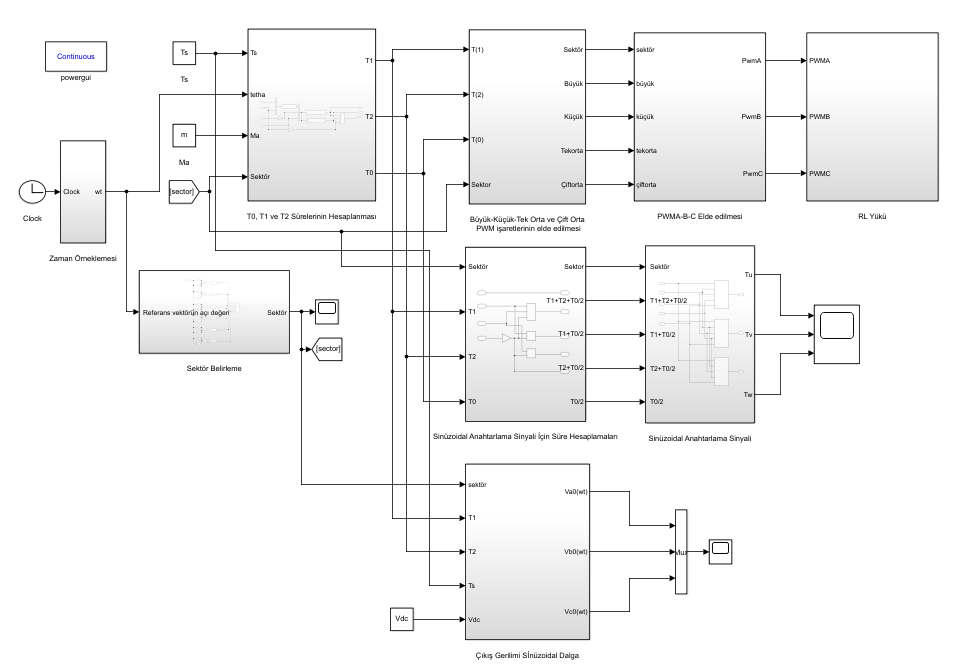 Continuous
powergui
Ts
Ts
m
Ma
[sector]
Clock
Clock
wt
Zaman Örneklemesi
Ts
tetha
Ma
Sektör
T1
T2
T0
T0, T1 ve T2 Sürelerinin Hesaplanması
T(1)
T(2)
T(0)
Sektor
Sektör
Büyük
Küçük
Tekorta
Çiftorta
Büyük-Küçük-Tek Orta ve Çift Orta
PWM işaretlerinin elde edilmesi
sektör
büyük
küçük
tekorta
çiftorta
PwmA
PwmB
PwmC
PWMA-B-C Elde edilmesi
PWMA
PWMB
PWMC
RL Yükü
Referans vektörün açı değeri
Sektör
Sektör Belirleme
[sector]
Sektör
T1
T2
T0
Sektor
T1+T2+T0/2
T1+T0/2
T2+T0/2
T0/2
Sinüzoidal Anahtarlama Sinyali İçin Süre Hesaplamaları
Sektör
T1+T2+T0/2
T1+T0/2
T2+T0/2
T0/2
Tu
Tv
Tw
Sinüzoidal Anahtarlama Sinyali
sektör
T1
T2
Ts
Vdc
Vdc
Va0(wt)
Vb0(wt)
Vc0(wt)
Mux
Çıkış Gerilimi Sİnüzoidal Dalga